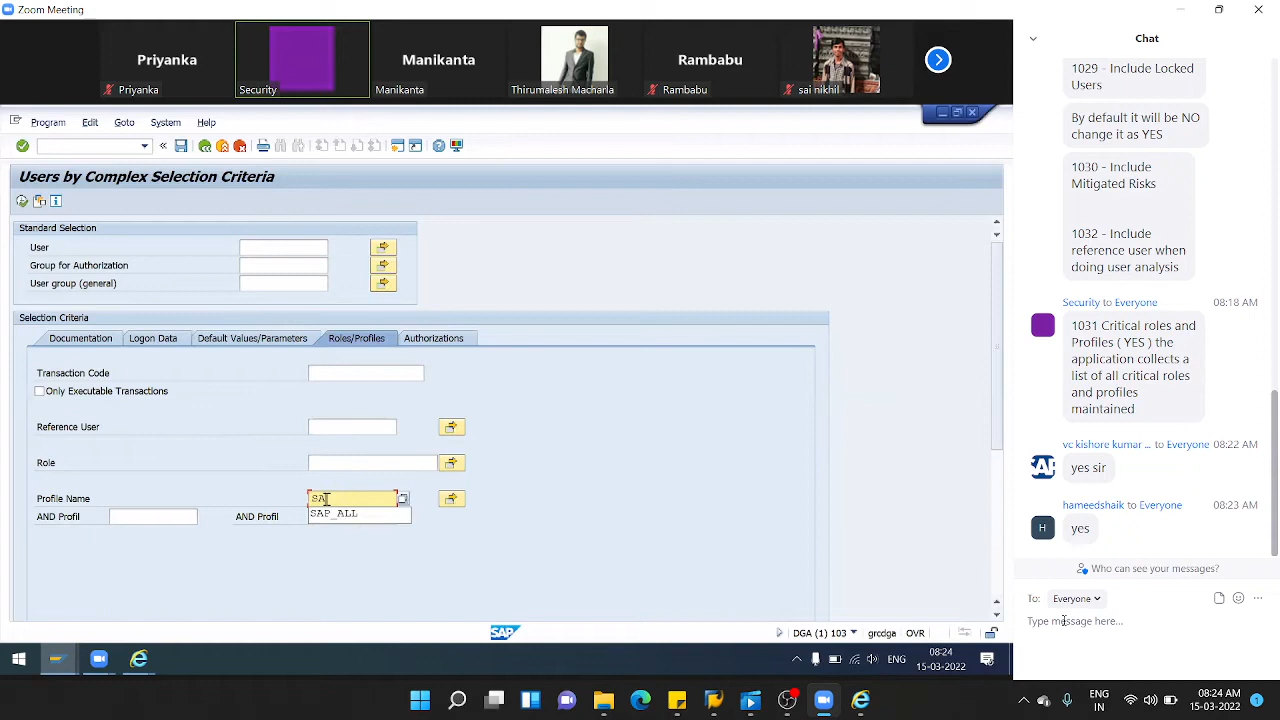 Zoom Meeting
Priyanka
Manikanta
Rambabu
Priyanka
Security
Manikanta
Thirumalesh Machana
Rambabu
sai nikhil
Chat
Program Edit Goto System Help
Users by Complex Selection Criteria
Standard Selection
User
Group for Authorization
User group (general)
Selection Criteria
Documentation Logon Data Default Values/Parameters Roles/Profiles Authorizations
Transaction Code
Only Executable Transactions
Reference User
Role
Profile Name SA
SAP_ALL
AND Profil AND Profil
SAP
DGA (1) 103 grcdga OVR
ENG
08:24
15-03-2022
1029 - Include Locked
Users
By default it will be NO
change it as YES
1030 - Include
Mitigated Risks
1032 - Include
reference user when
doing user analysis
Security to Everyone 08:18 AM
1031 Critical roles and
Profiles ( YES ) the
application collects a
list of all critical roles
and profiles
maintained
vc kishore kumar ... to Everyone 08:22 AM
yes sir
hameedshaik to Everyone 08:23 AM
H
yes
Who can see your messages?
To: Everyone
Type message here...
ENG
IN
08:24 AM
15-03-2022
1